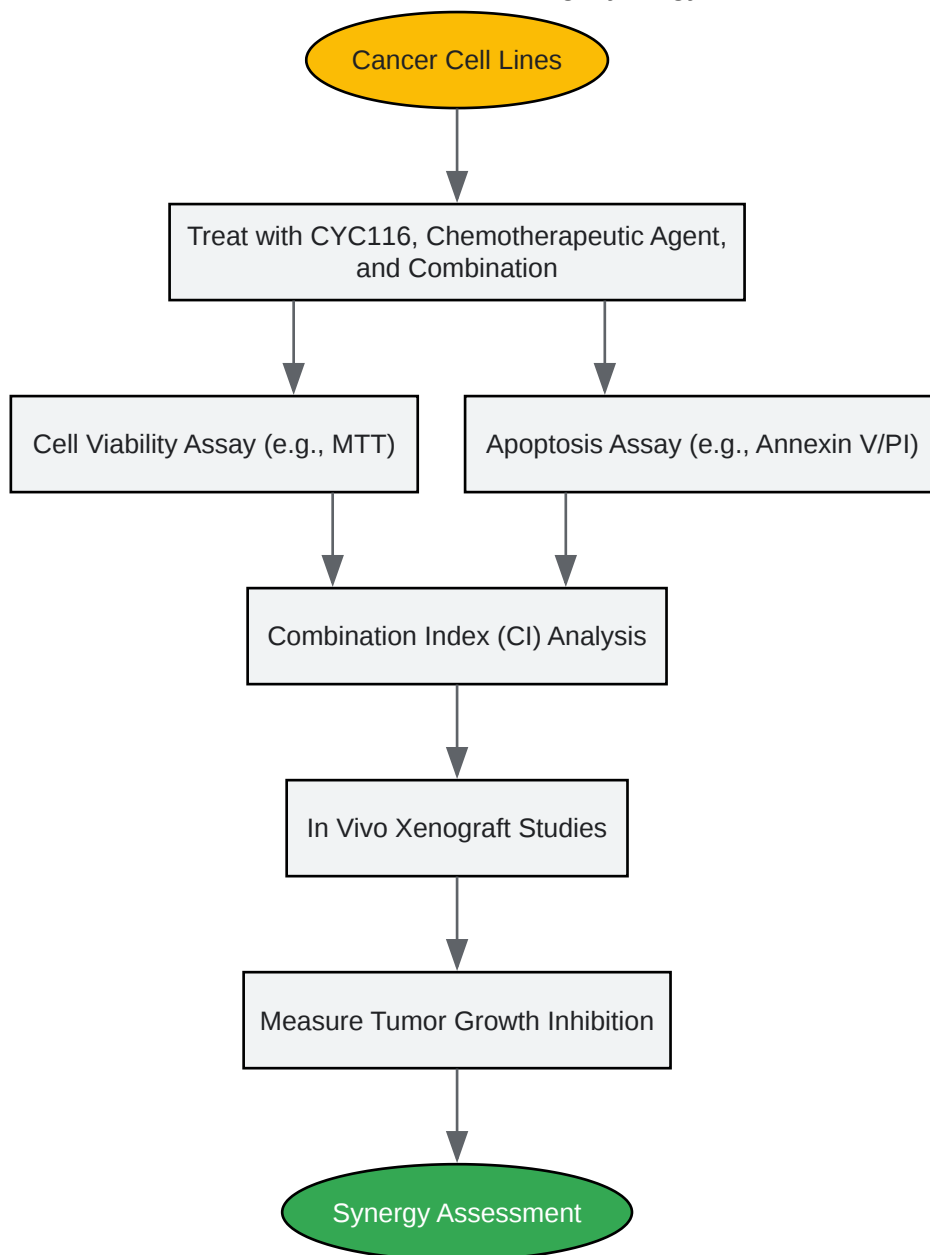 Cancer Cell Lines
Treat with CYC116, Chemotherapeutic Agent,
and Combination
Cell Viability Assay (e.g., MTT)
Apoptosis Assay (e.g., Annexin V/PI)
Combination Index (CI) Analysis
In Vivo Xenograft Studies
Measure Tumor Growth Inhibition
Synergy Assessment